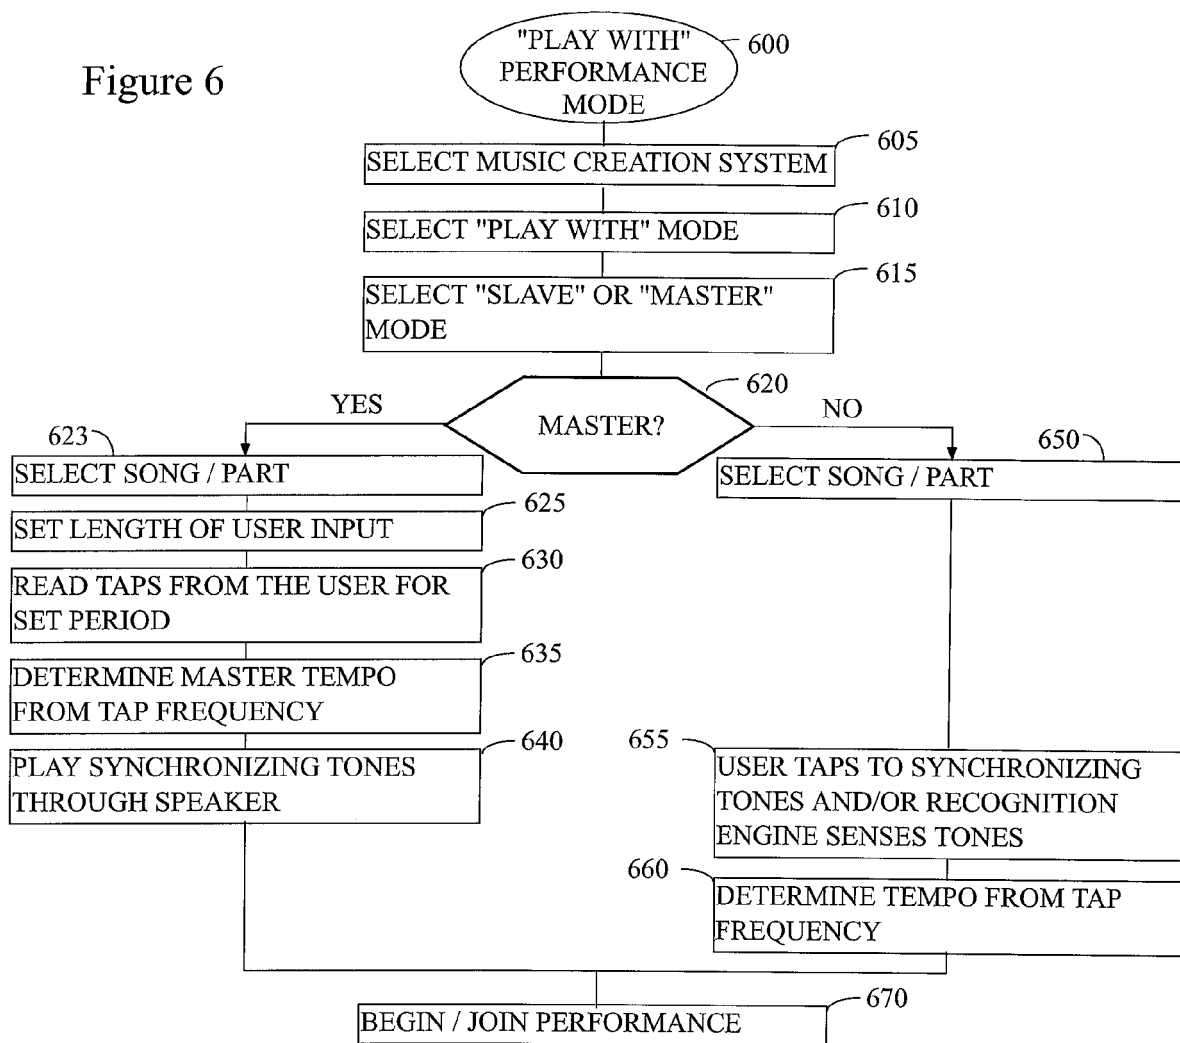 Figure 6
"PLAY WITH"
PERFORMANCE
MODE
600
605
SELECT MUSIC CREATION SYSTEM
610
SELECT "PLAY WITH" MODE
615
SELECT "SLAVE" OR "MASTER"
MODE
620
MASTER?
YES
NO
623
SELECT SONG / PART
625
SET LENGTH OF USER INPUT
630
READ TAPS FROM THE USER FOR
SET PERIOD
635
DETERMINE MASTER TEMPO
FROM TAP FREQUENCY
640
PLAY SYNCHRONIZING TONES
THROUGH SPEAKER
650
SELECT SONG / PART
655
USER TAPS TO SYNCHRONIZING
TONES AND/OR RECOGNITION
ENGINE SENSES TONES
660
DETERMINE TEMPO FROM TAP
FREQUENCY
670
BEGIN / JOIN PERFORMANCE